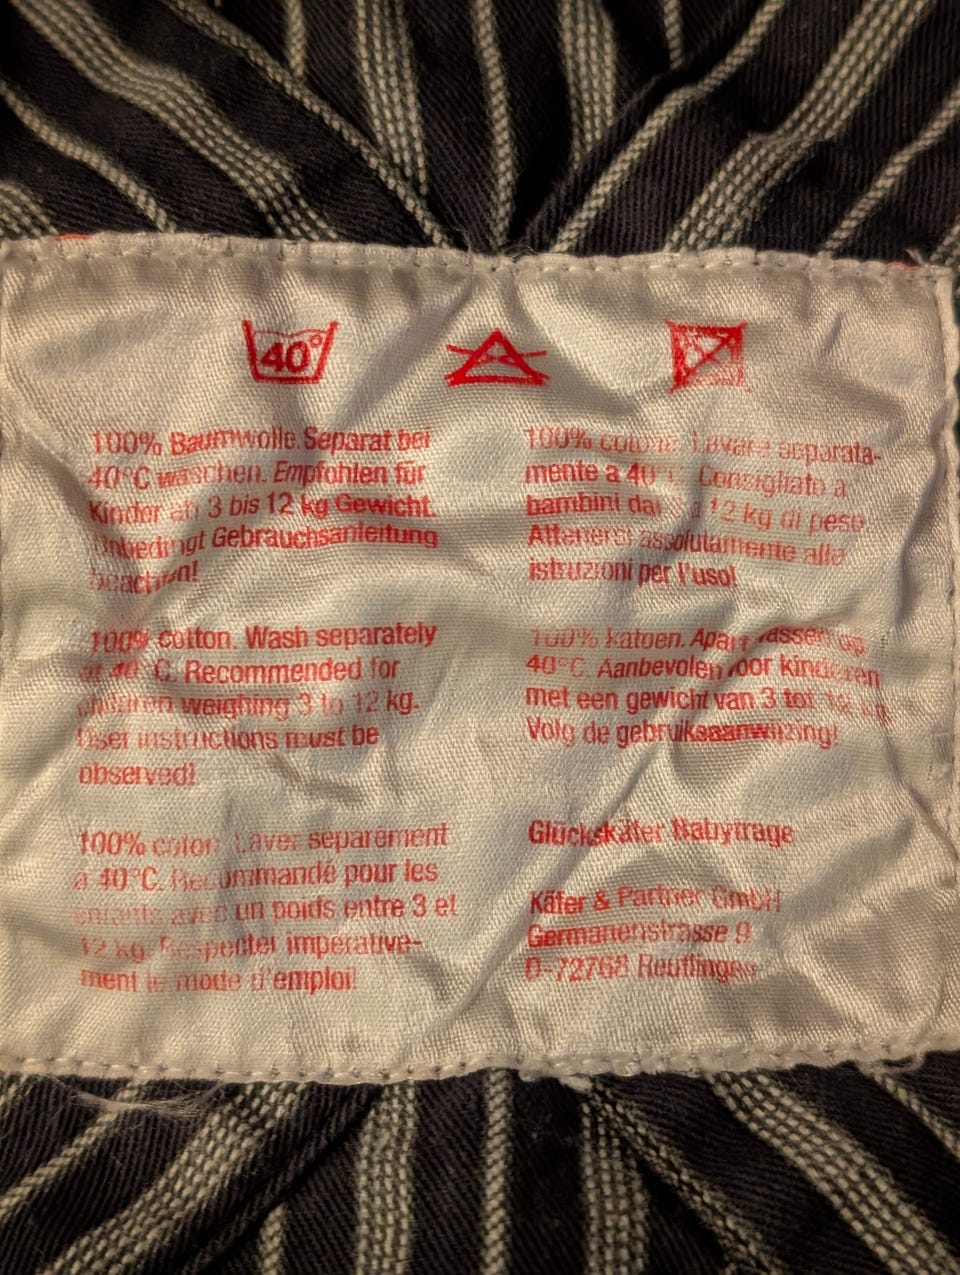 40°
100% Baumwolle. Separat bei
40°C waschen. Empfohlen für
Kinder ab 3 bis 12 kg Gewicht.
Unbedingt Gebrauchsanleitung
beachten!
100% cotton. Wash separately
at 40° C. Recommended for
children weighing 3 to 12 kg.
User instructions must be
observed!
100% coton. Laver separément
à 40°C. Recommandé pour les
enfants avec un poids entre 3 et
12 kg. Respecter impérative-
ment le mode d'emploi!
100% cotone. Lavare separata-
mente a 40°C. Consigliato a
bambini dai 3 a 12 kg di peso.
Attenersi assolutamente alle
istruzioni per l'uso!
100% katoen. Apart wassen op
40°C. Aanbevolen voor kinderen
met een gewicht van 3 tot 12 kg.
Volg de gebruiksaanwijzing!
Glückskäfer Babytrage
Käfer & Partner GmbH
Germanenstrasse 9
D-72768 Reutlingen